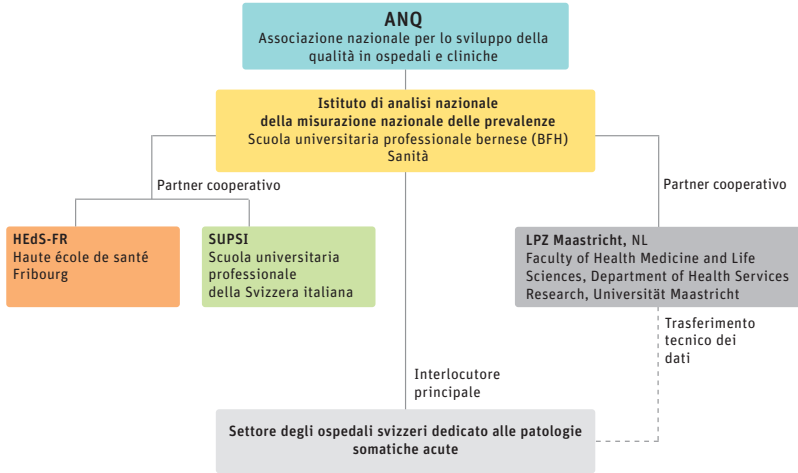 ANQ
Associazione nazionale per lo sviluppo della
qualità in ospedali e cliniche
Istituto di analisi nazionale
della misurazione nazionale delle prevalenze
Scuola universitaria professionale bernese (BFH)
Sanità
Partner cooperativo
Partner cooperativo
HEdS-FR
Haute école de santé
Fribourg
SUPSI
Scuola universitaria
professionale
della Svizzera italiana
LPZ Maastricht, NL
Faculty of Health Medicine and Life
Sciences, Department of Health Services
Research, Universität Maastricht
Trasferimento
tecnico dei
dati
Interlocutore
principale
Settore degli ospedali svizzeri dedicato alle patologie
somatiche acute